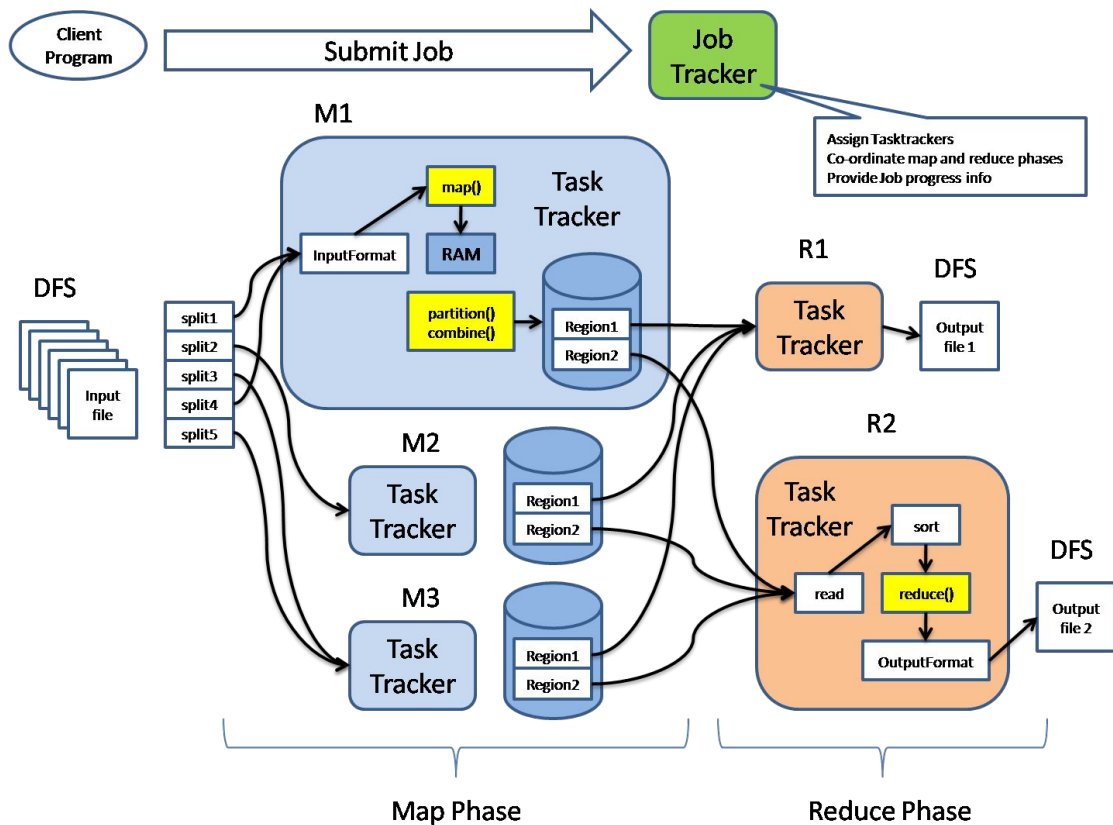 Client
Program
Submit Job
Job
Tracker
Assign Tasktrackers
Co-ordinate map and reduce phases
Provide Job progress info
M1
map()
Task
Tracker
InputFormat
RAM
partition()
combine()
Region1
Region2
DFS
Input
file
split1
split2
split3
split4
split5
M2
Task
Tracker
Region1
Region2
M3
Task
Tracker
Region1
Region2
R1
Task
Tracker
DFS
Output
file 1
R2
Task
Tracker
sort
read
reduce()
OutputFormat
DFS
Output
file 2
Map Phase
Reduce Phase